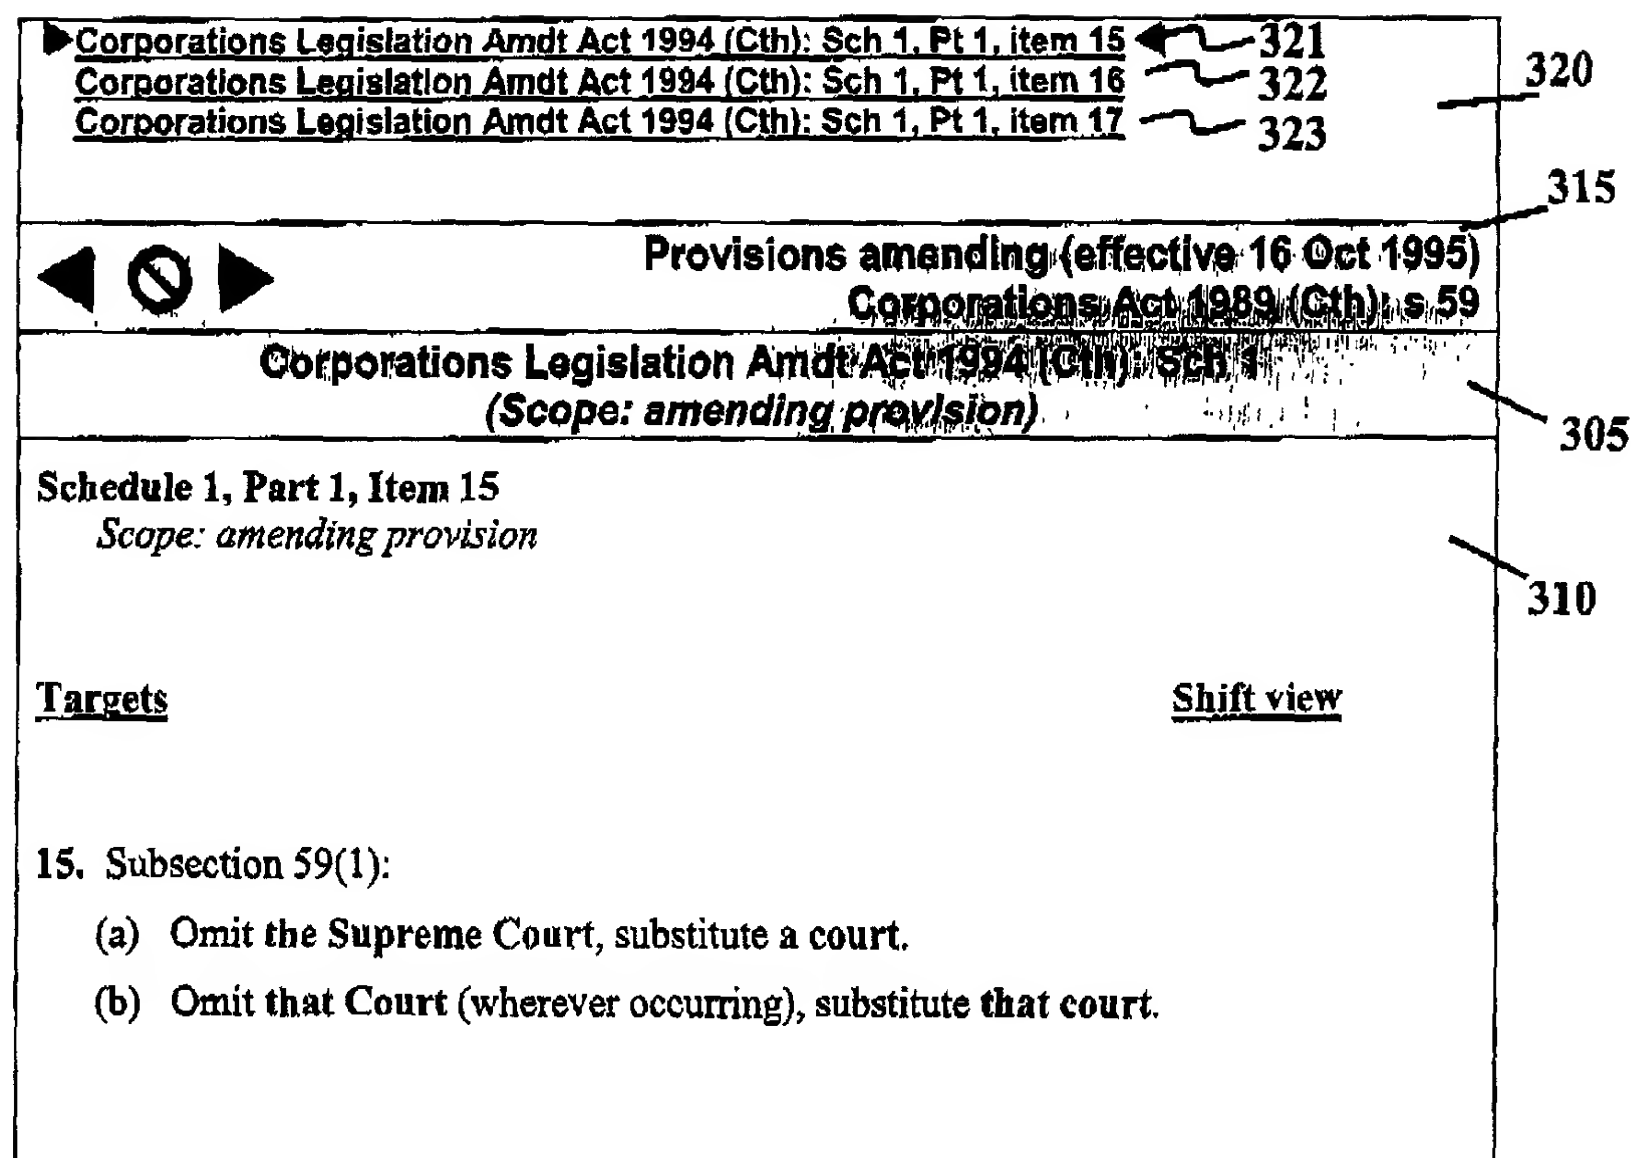 Corporations Legislation Amdt Act 1994 (Cth): Sch 1, Pt 1, item 15 321
Corporations Legislation Amdt Act 1994 (Cth): Sch 1, Pt 1, item 16 322
Corporations Legislation Amdt Act 1994 (Cth): Sch 1, Pt 1, item 17 323
320
315
Provisions amending (effective 16 Oct 1995)
Corporations Act 1989 (Cth): s 59
Corporations Legislation Amdt Act 1994 (Cth): Sch 1
(Scope: amending provision)
305
Schedule 1, Part 1, Item 15
Scope: amending provision
310
Targets Shift view
15. Subsection 59(1):
(a) Omit the Supreme Court, substitute a court.
(b) Omit that Court (wherever occurring), substitute that court.